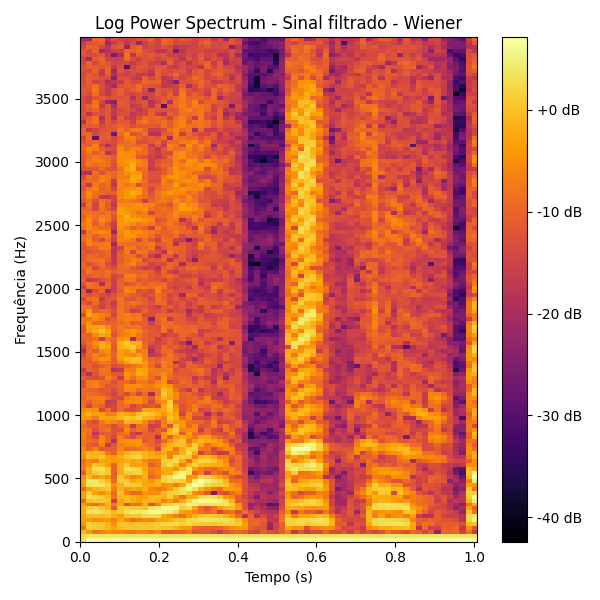 Log Power Spectrum - Sinal filtrado - Wiener
3500
3000
2500
2000
1500
1000
500
0
Frequência (Hz)
0.0 0.2 0.4 0.6 0.8 1.0
Tempo (s)
+0 dB
-10 dB
-20 dB
-30 dB
-40 dB